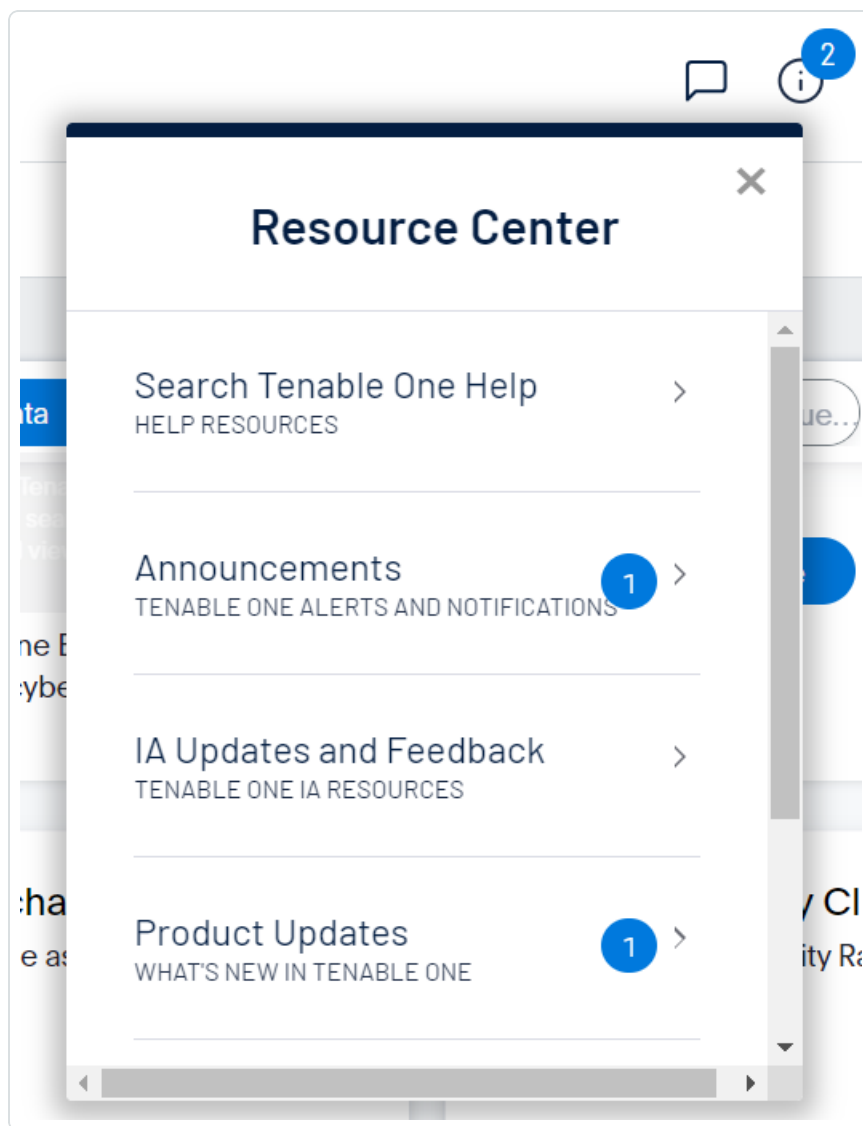 2
Resource Center
Search Tenable One Help
HELP RESOURCES
Announcements
1
TENABLE ONE ALERTS AND NOTIFICATIONS
IA Updates and Feedback
TENABLE ONE IA RESOURCES
Product Updates
1
WHAT'S NEW IN TENABLE ONE